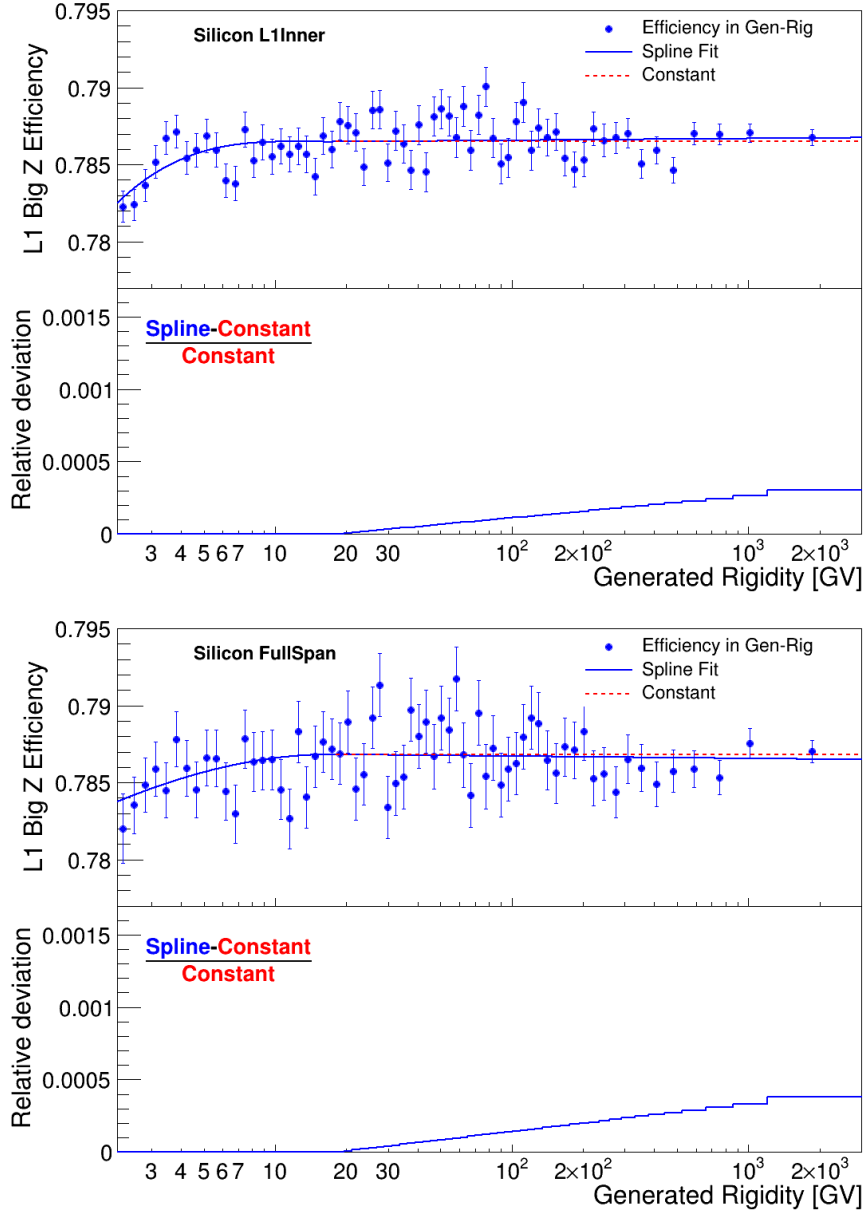 0.795
Silicon L1Inner
Efficiency in Gen-Rig
Spline Fit
Constant
0.79
0.785
0.78
L1 Big Z Efficiency
0.0015
Spline-Constant
Constant
0.001
0.0005
0
Relative deviation
3 4 5 6 7 10 20 30 10² 2×10² 10³ 2×10³
Generated Rigidity [GV]
0.795
Silicon FullSpan
Efficiency in Gen-Rig
Spline Fit
Constant
0.79
0.785
0.78
L1 Big Z Efficiency
0.0015
Spline-Constant
Constant
0.001
0.0005
0
Relative deviation
3 4 5 6 7 10 20 30 10² 2×10² 10³ 2×10³
Generated Rigidity [GV]